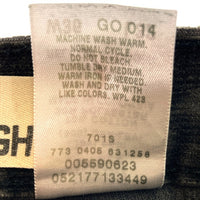 M30 GO 014
MACHINE WASH WARM.
NORMAL CYCLE.
DO NOT BLEACH.
TUMBLE DRY MEDIUM.
WARM IRON IF NEEDED.
WASH AND DRY WITH
LIKE COLORS. WPL 423
GH
701S
773 0405 631256
005590623
052177133449